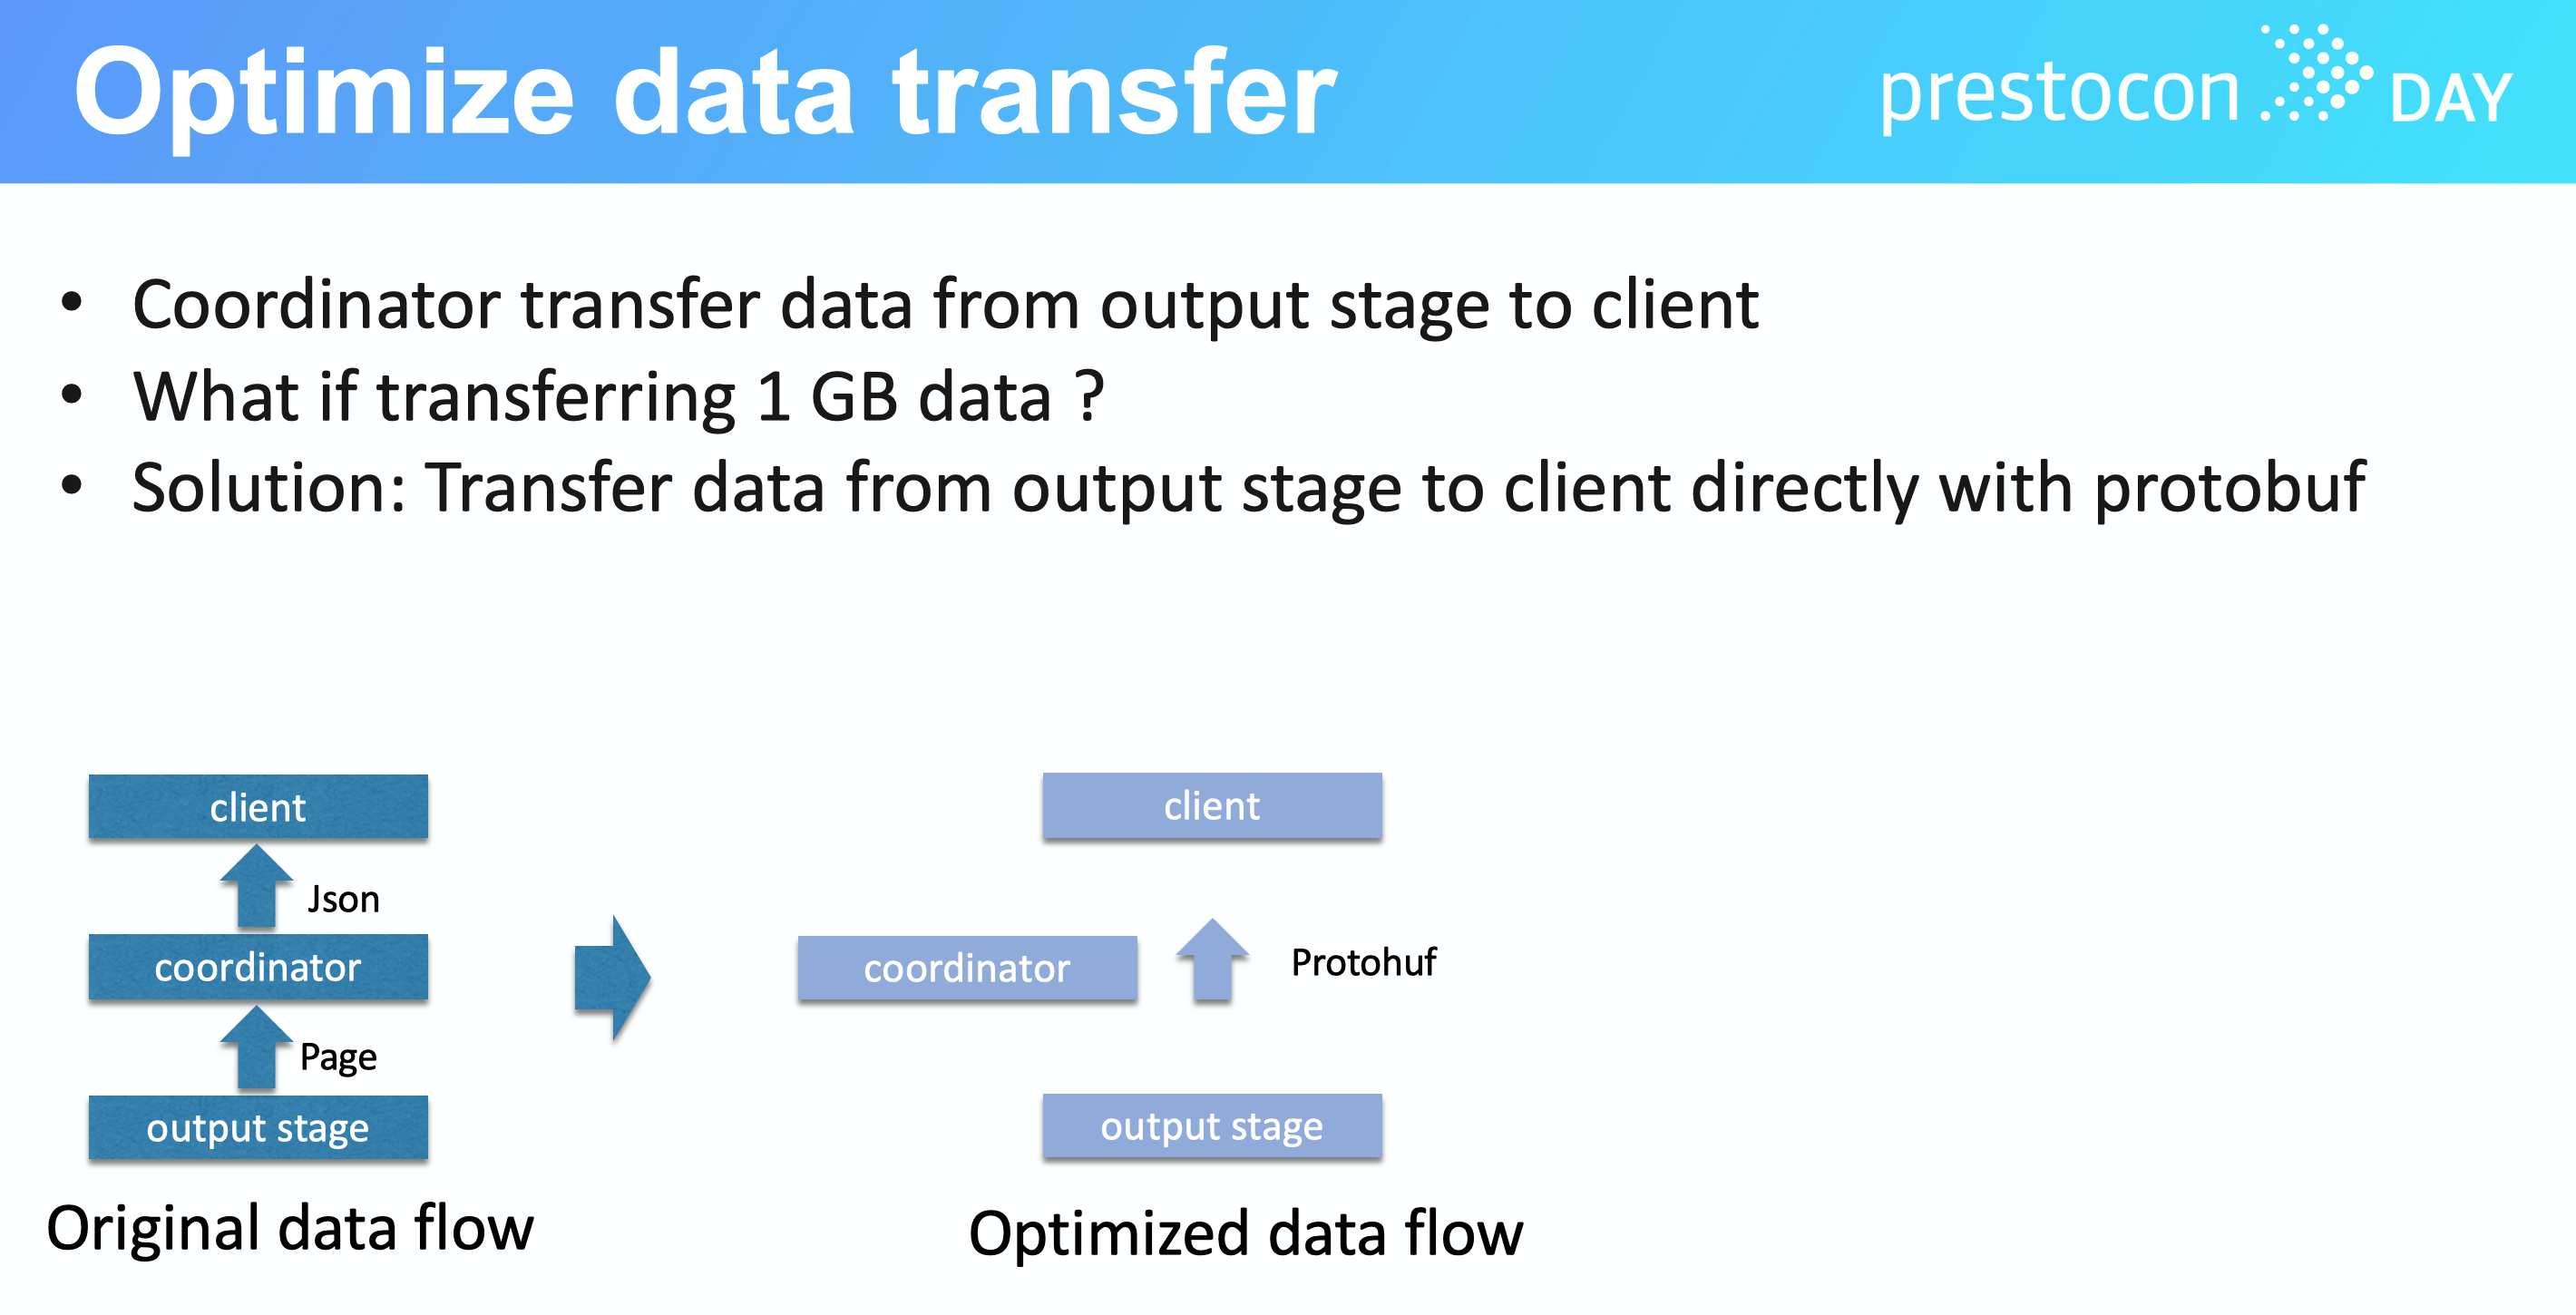 Optimize data transfer
prestocon DAY
• Coordinator transfer data from output stage to client
• What if transferring 1 GB data ?
• Solution: Transfer data from output stage to client directly with protobuf
client
Json
coordinator
Page
output stage
Original data flow
client
coordinator
Protohuf
output stage
Optimized data flow